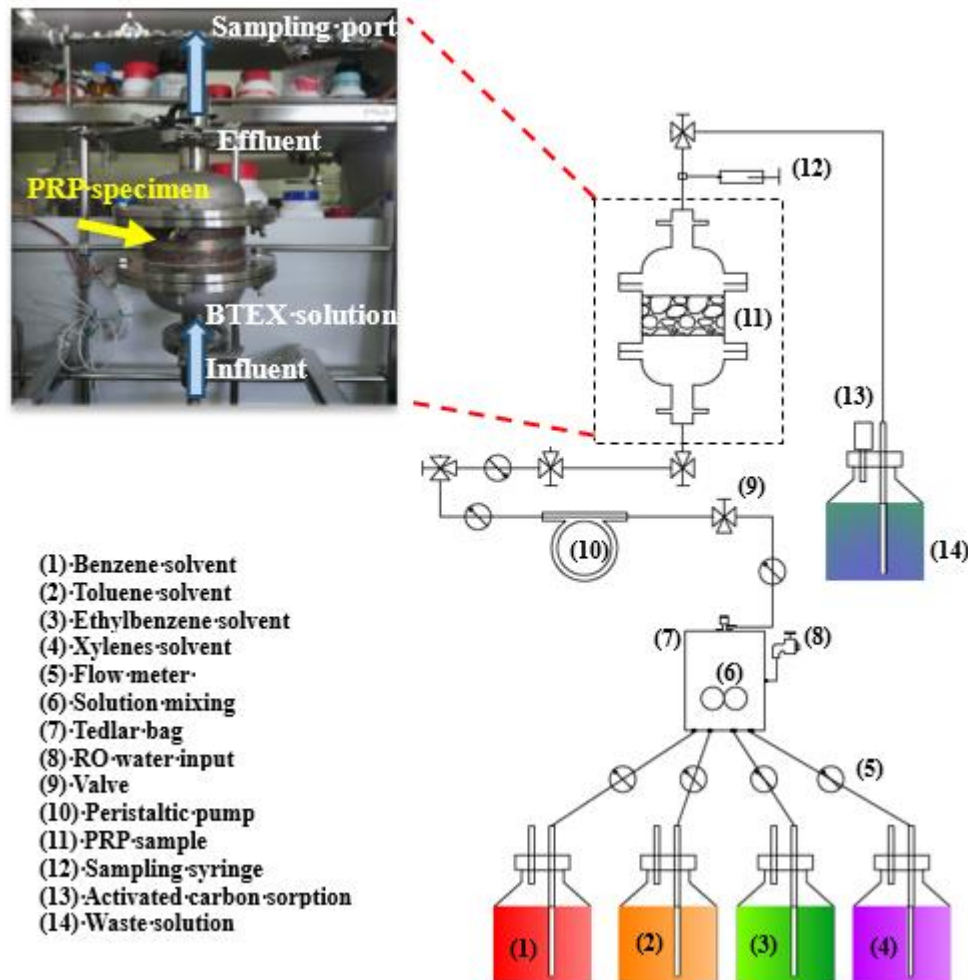 Sampling·port
Effluent
PRP·specimen
BTEX·solution
Influent
(12)
(11)
(13)
(9)
(10)
(14)
(7)
(8)
(6)
(5)
(1)·Benzene·solvent
(2)·Toluene·solvent
(3)·Ethylbenzene·solvent
(4)·Xylenes·solvent
(5)·Flow·meter·
(6)·Solution·mixing
(7)·Tedlar·bag
(8)·RO·water·input
(9)·Valve
(10)·Peristaltic·pump
(11)·PRP·sample
(12)·Sampling·syringe
(13)·Activated·carbon·sorption
(14)·Waste·solution
(1)
(2)
(3)
(4)